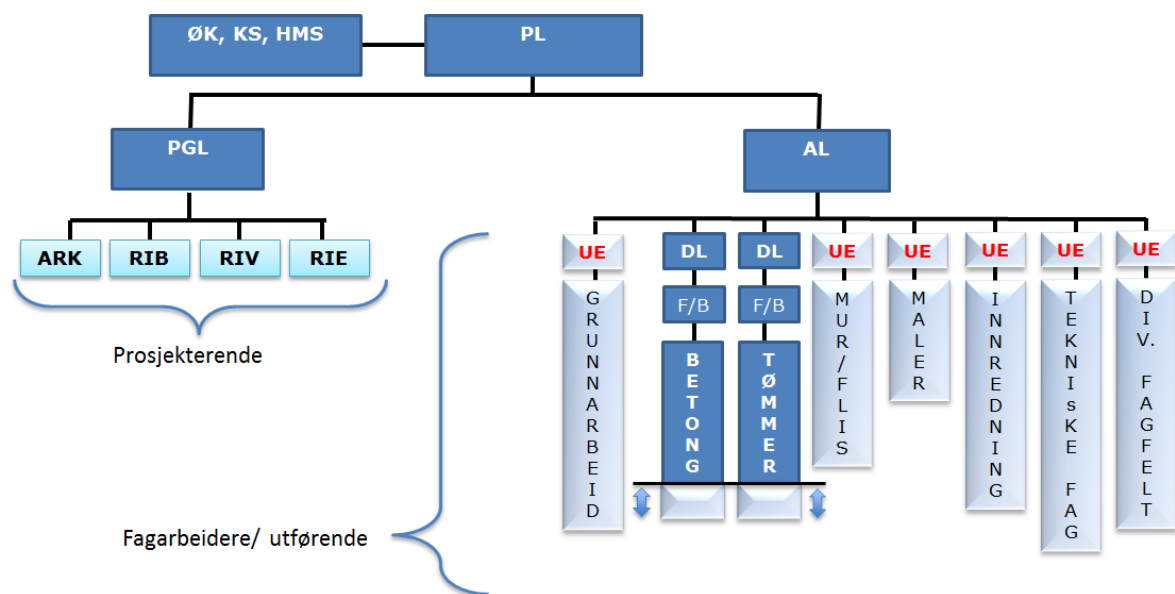 ØK, KS, HMS
PL
PGL
AL
ARK
RIB
RIV
RIE
Prosjekterende
UE
DL
DL
UE
UE
UE
UE
UE
F/B
F/B
GRUNNARBEID
BETONG
TØMMER
MUR/FLIS
MALER
INNREDNING
TEKNIsKE FAG
DIV. FAGFELT
Fagarbeidere/ utførende